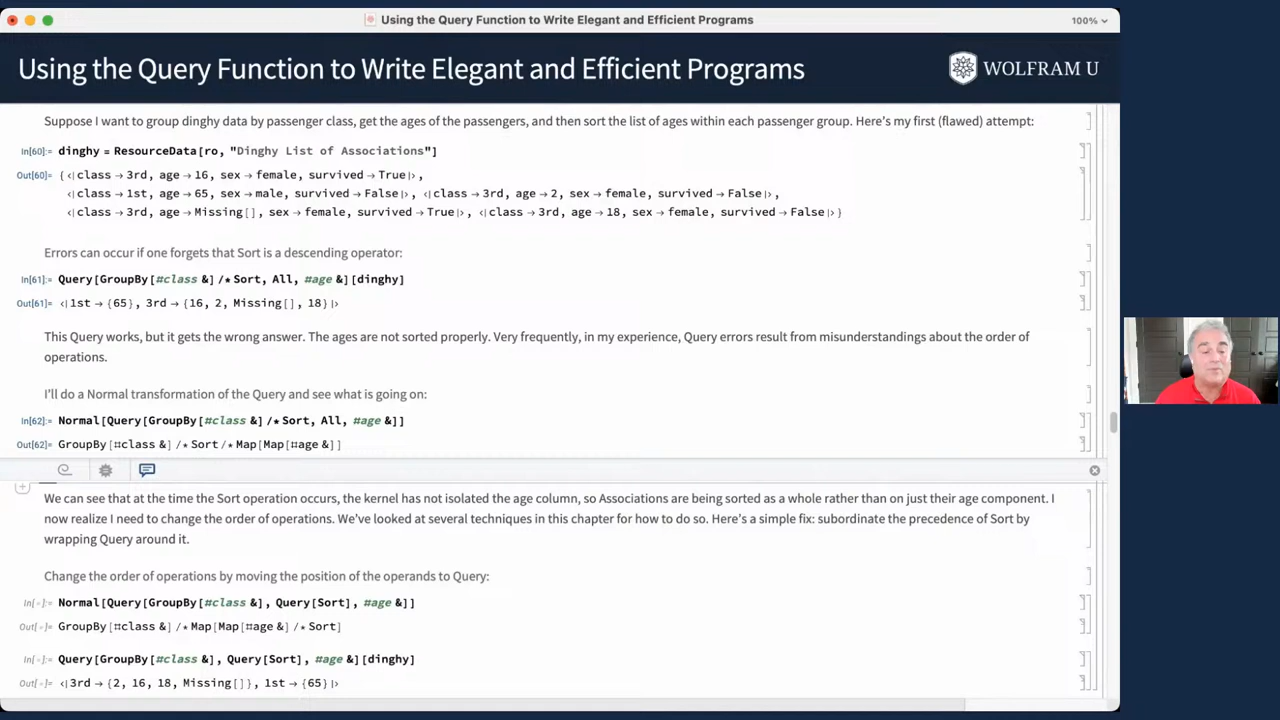 Using the Query Function to Write Elegant and Efficient Programs
100%
Using the Query Function to Write Elegant and Efficient Programs
WOLFRAM U
Suppose I want to group dinghy data by passenger class, get the ages of the passengers, and then sort the list of ages within each passenger group. Here's my first (flawed) attempt:
In[60]:= dinghy = ResourceData[ro, "Dinghy List of Associations"]
Out[60]= {<|class → 3rd, age → 16, sex → female, survived → True|>,
<|class → 1st, age → 65, sex → male, survived → False|>, <|class → 3rd, age → 2, sex → female, survived → False|>,
<|class → 3rd, age → Missing[], sex → female, survived → True|>, <|class → 3rd, age → 18, sex → female, survived → False|>}
Errors can occur if one forgets that Sort is a descending operator:
In[61]:= Query[GroupBy[#class &] /* Sort, All, #age &][dinghy]
Out[61]= <|1st → {65}, 3rd → {16, 2, Missing[], 18}|>
This Query works, but it gets the wrong answer. The ages are not sorted properly. Very frequently, in my experience, Query errors result from misunderstandings about the order of
operations.
I'll do a Normal transformation of the Query and see what is going on:
In[62]:= Normal[Query[GroupBy[#class &] /* Sort, All, #age &]]
Out[62]= GroupBy[#class &] /* Sort /* Map[Map[#age &]]
We can see that at the time the Sort operation occurs, the kernel has not isolated the age column, so Associations are being sorted as a whole rather than on just their age component. I
now realize I need to change the order of operations. We've looked at several techniques in this chapter for how to do so. Here's a simple fix: subordinate the precedence of Sort by
wrapping Query around it.
Change the order of operations by moving the position of the operands to Query:
In[◦]:= Normal[Query[GroupBy[#class &], Query[Sort], #age &]]
Out[◦]= GroupBy[#class &] /* Map[Map[#age &] /* Sort]
In[◦]:= Query[GroupBy[#class &], Query[Sort], #age &][dinghy]
Out[◦]= <|3rd → {2, 16, 18, Missing[]}, 1st → {65}|>